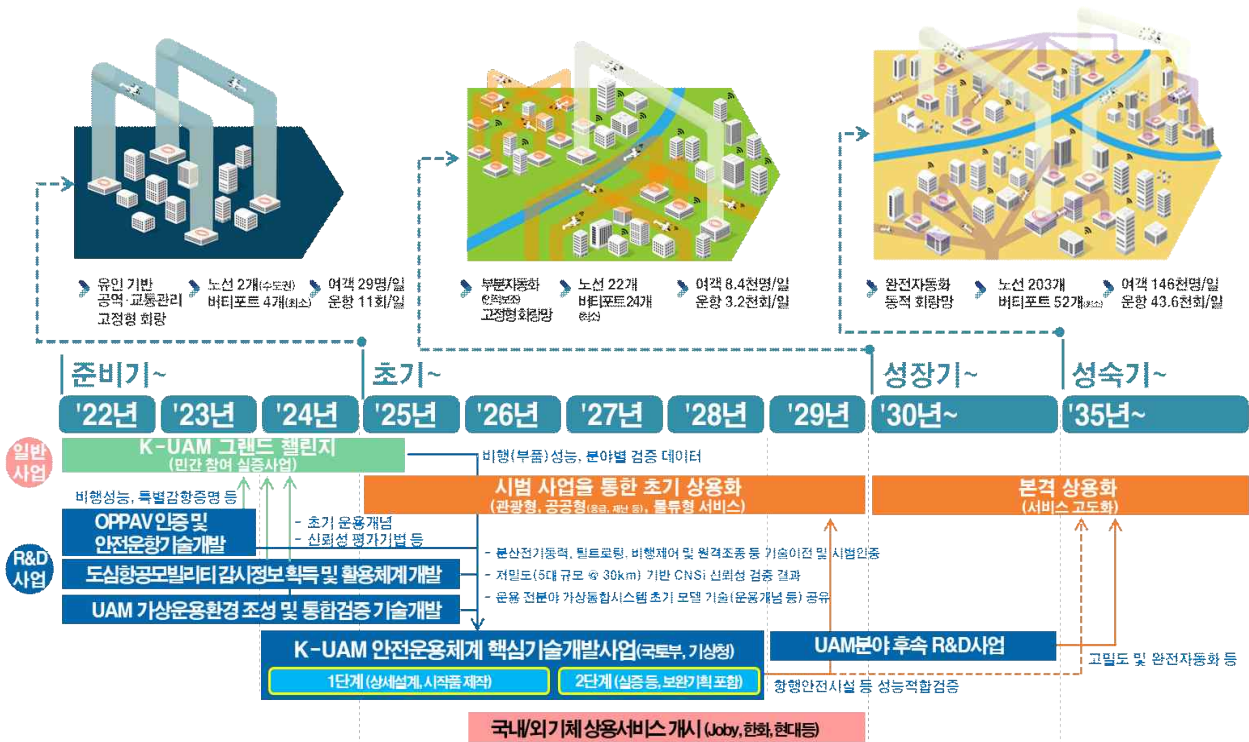 유인 기반
공역·교통관리
고정형 회랑
노선 2개(수도권)
버티포트 4개(최소)
여객 29명/일
운항 11회/일
부분자동화
(인적보조)
고정형 회랑망
노선 22개
버티포트 24개
(최소)
여객 8.4천명/일
운항 3.2천회/일
완전자동화
동적 회랑망
노선 203개
버티포트 52개(최소)
여객 146천명/일
운항 43.6천회/일
준비기~
초기~
성장기~
성숙기~
'22년
'23년
'24년
'25년
'26년
'27년
'28년
'29년
'30년~
'35년~
일반
사업
K-UAM 그랜드 챌린지
(민간 참여 실증사업)
비행(부품)성능, 분야별 검증 데이터
시범 사업을 통한 초기 상용화
(관광형, 공공형(응급, 재난 등), 물류형 서비스)
본격 상용화
(서비스 고도화)
비행성능, 특별감항증명 등
R&D
사업
OPPAV 인증 및
안전운항기술개발
- 초기 운용개념
- 신뢰성 평가기법 등
도심항공모빌리티 감시정보 획득 및 활용체계 개발
UAM 가상운용환경 조성 및 통합검증 기술개발
- 분산전기동력, 틸트로터, 비행제어 및 원격조종 등 기술이전 및 시범인증
- 저밀도(5대 규모 @ 30km) 기반 CNSi 신뢰성 검증 결과
- 운용 전분야 가상통합시스템 초기 모델 기술(운용개념 등) 공유
K-UAM 안전운용체계 핵심기술개발사업(국토부, 기상청)
1단계 (상세설계, 시작품 제작)
2단계 (실증 등, 보완기획 포함)
UAM분야 후속 R&D사업
고밀도 및 완전자동화 등
항행안전시설 등 성능적합검증
국내/외 기체 상용서비스 개시 (Joby, 한화, 현대 등)